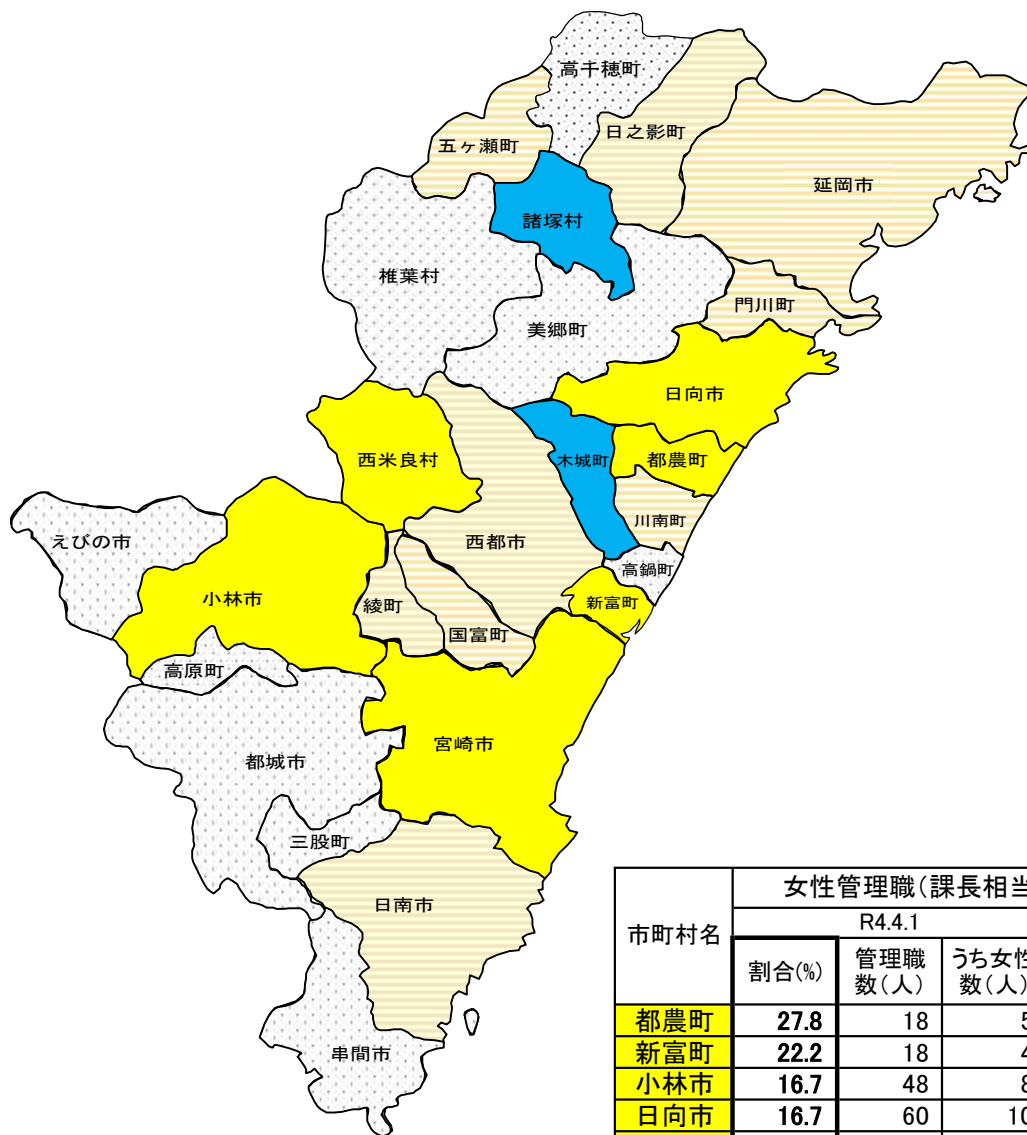 高千穂町
日之影町
五ヶ瀬町
延岡市
諸塚村
椎葉村
門川町
美郷町
日向市
西米良村
木城町
都農町
川南町
えびの市
西都市
高鍋町
小林市
綾町
新富町
国富町
高原町
宮崎市
都城市
三股町
日南市
串間市
市町村名
女性管理職(課長相当
R4.4.1
割合(%)
管理職
数(人)
うち女性
数(人)
都農町 27.8 18 5
新富町 22.2 18 4
小林市 16.7 48 8
日向市 16.7 60 10